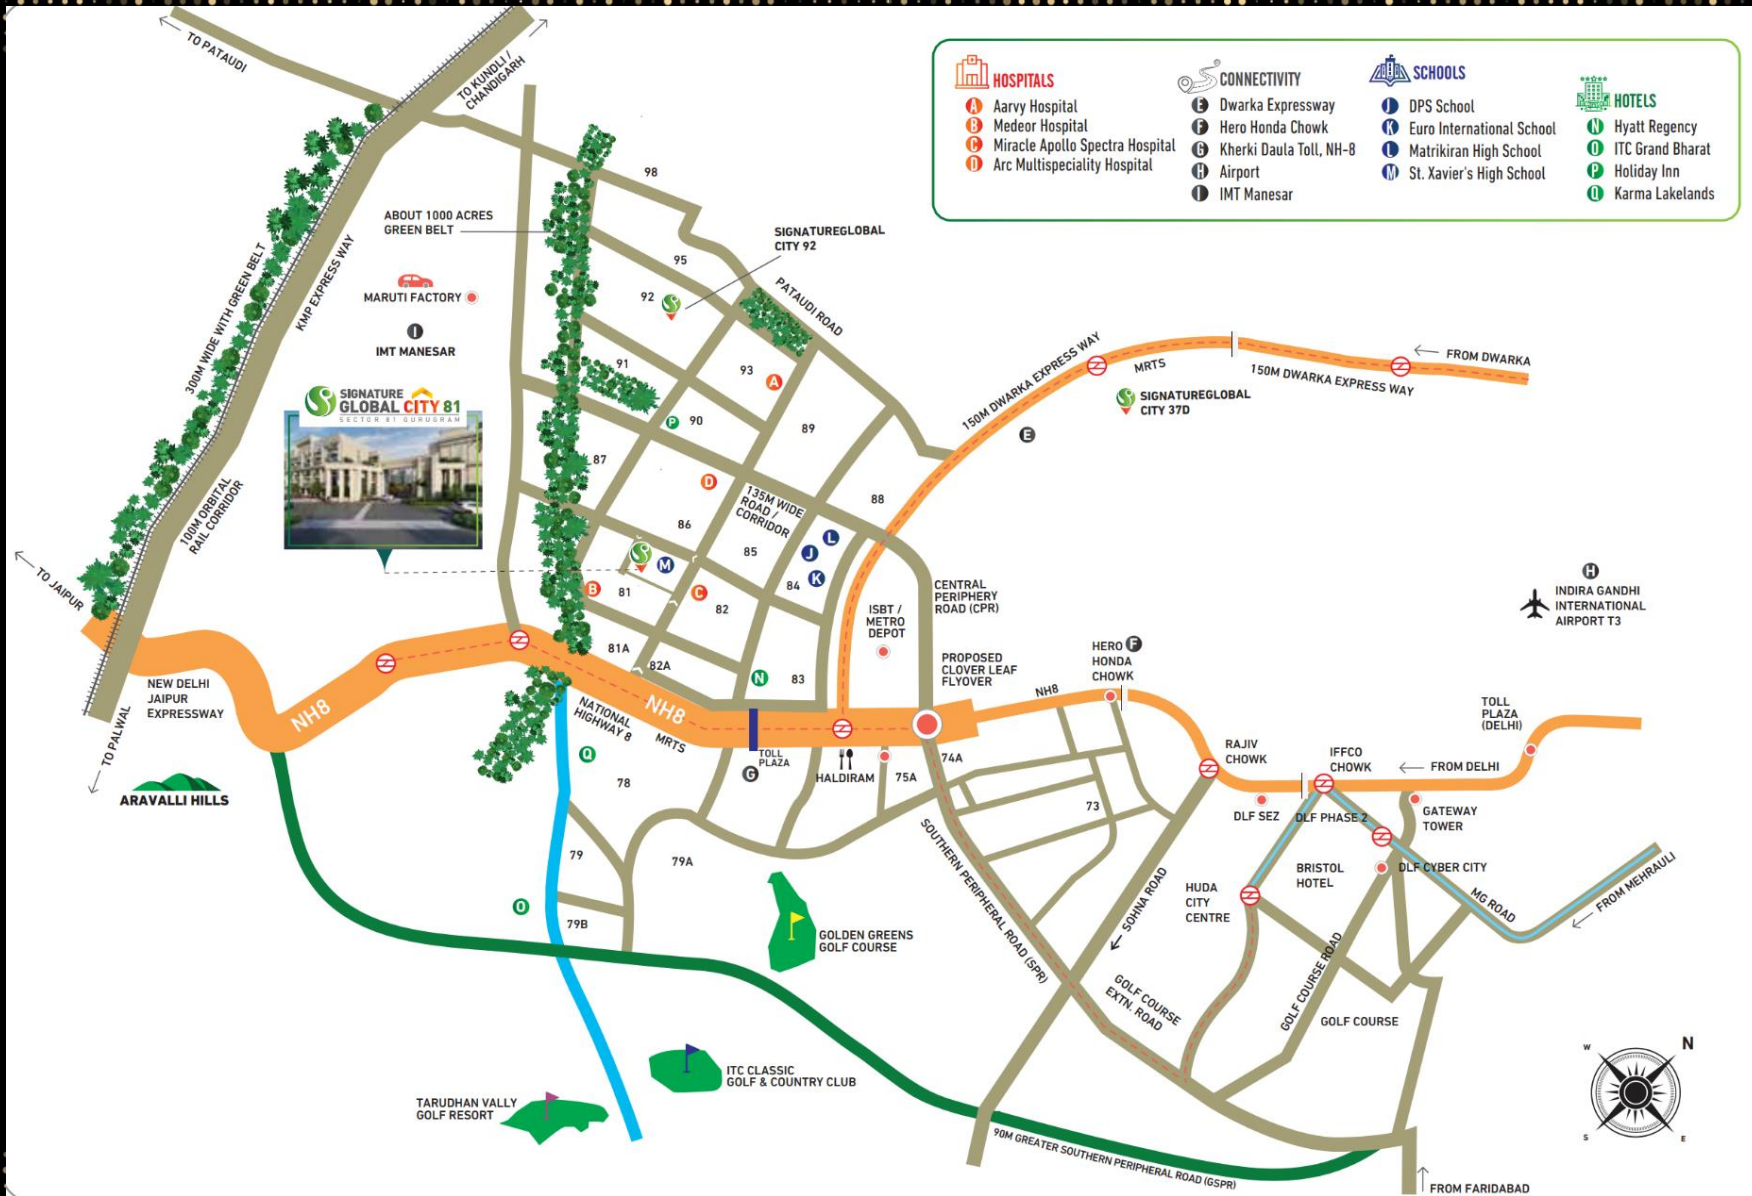 TO PATAUDI
TO KUNDLI /
CHANDIGARH
HOSPITALS
A Aarvy Hospital
B Medeor Hospital
C Miracle Apollo Spectra Hospital
D Arc Multispeciality Hospital
CONNECTIVITY
E Dwarka Expressway
F Hero Honda Chowk
G Kherki Daula Toll, NH-8
H Airport
I IMT Manesar
SCHOOLS
J DPS School
K Euro International School
L Matrikiran High School
M St. Xavier's High School
HOTELS
N Hyatt Regency
O ITC Grand Bharat
P Holiday Inn
Q Karma Lakelands
98
ABOUT 1000 ACRES
GREEN BELT
SIGNATUREGLOBAL
CITY 92
95
92
PATAUDI ROAD
300M WIDE WITH GREEN BELT
KMP EXPRESS WAY
MARUTI FACTORY
I
IMT MANESAR
91
93
A
150M DWARKA EXPRESS WAY
MRTS
150M DWARKA EXPRESS WAY
FROM DWARKA
SIGNATUREGLOBAL
CITY 37D
E
SIGNATURE
GLOBAL CITY 81
SECTOR 81 GURUGRAM
P
90
89
87
D
88
135M WIDE
ROAD /
CORRIDOR
100M ORBITAL
RAIL CORRIDOR
86
85
L
J
K
84
M
B
81
C
82
TO JAIPUR
CENTRAL
PERIPHERY
ROAD (CPR)
ISBT /
METRO
DEPOT
H
INDIRA GANDHI
INTERNATIONAL
AIRPORT T3
81A
82A
N
83
PROPOSED
CLOVER LEAF
FLYOVER
HERO
HONDA
CHOWK
F
NEW DELHI
JAIPUR
EXPRESSWAY
NH8
NH8
NATIONAL
HIGHWAY 8
MRTS
NH8
TO PALWAL
ARAVALLI HILLS
Q
78
TOLL
PLAZA
G
HALDIRAM
75A
74A
RAJIV
CHOWK
IFFCO
CHOWK
TOLL
PLAZA
(DELHI)
FROM DELHI
73
DLF SEZ
DLF PHASE 2
GATEWAY
TOWER
79
79A
SOUTHERN PERIPHERAL ROAD (SPR)
SOHNA ROAD
HUDA
CITY
CENTRE
BRISTOL
HOTEL
DLF CYBER CITY
MG ROAD
FROM MEHRAULI
O
79B
GOLDEN GREENS
GOLF COURSE
GOLF COURSE
EXTN. ROAD
GOLF COURSE ROAD
GOLF COURSE
ITC CLASSIC
GOLF & COUNTRY CLUB
TARUDHAN VALLY
GOLF RESORT
90M GREATER SOUTHERN PERIPHERAL ROAD (GSPR)
FROM FARIDABAD
W
N
S
E